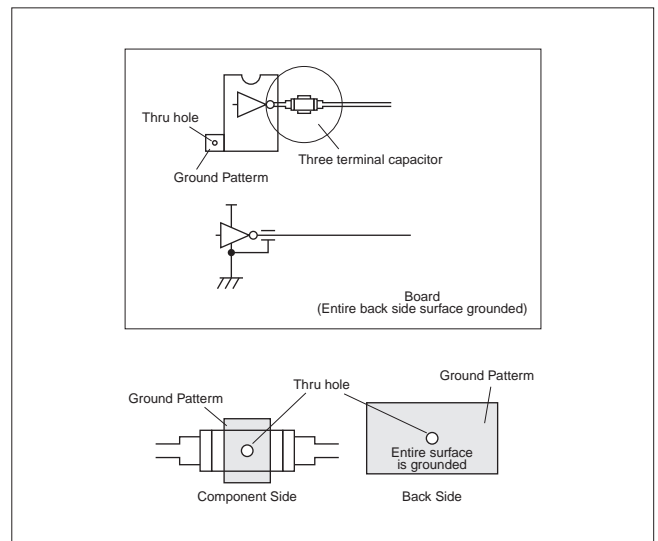 Thru hole
Three terminal capacitor
Ground Patterm
Board
(Entire back side surface grounded)
Ground Patterm
Thru hole
Ground Patterm
Entire surface
is grounded
Component Side
Back Side